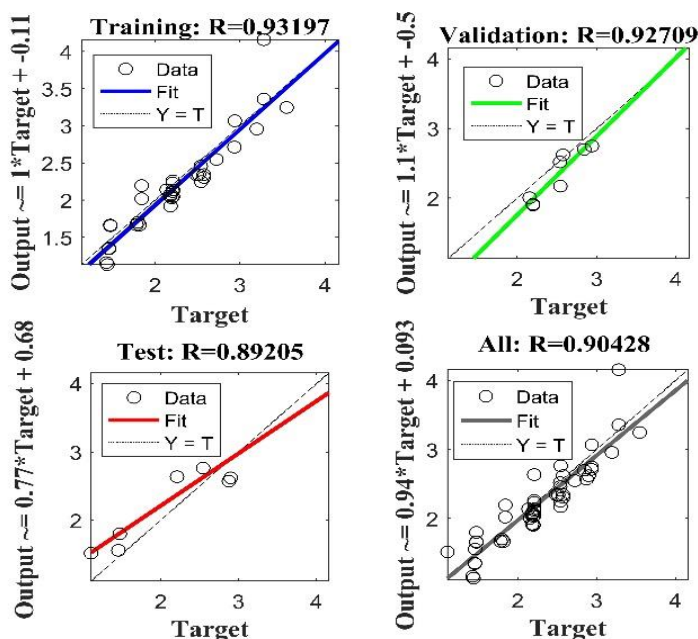 Training: R=0.93197
Output ~= 1*Target + -0.11
4
3.5
3
2.5
2
1.5
Data
Fit
Y = T
2
3
4
Target
Validation: R=0.92709
Output ~= 1.1*Target + -0.5
4
3
2
Data
Fit
Y = T
2
3
4
Target
Test: R=0.89205
Output ~= 0.77*Target + 0.68
4
3
2
Data
Fit
Y = T
2
3
4
Target
All: R=0.90428
Output ~= 0.94*Target + 0.093
4
3
2
Data
Fit
Y = T
2
3
4
Target